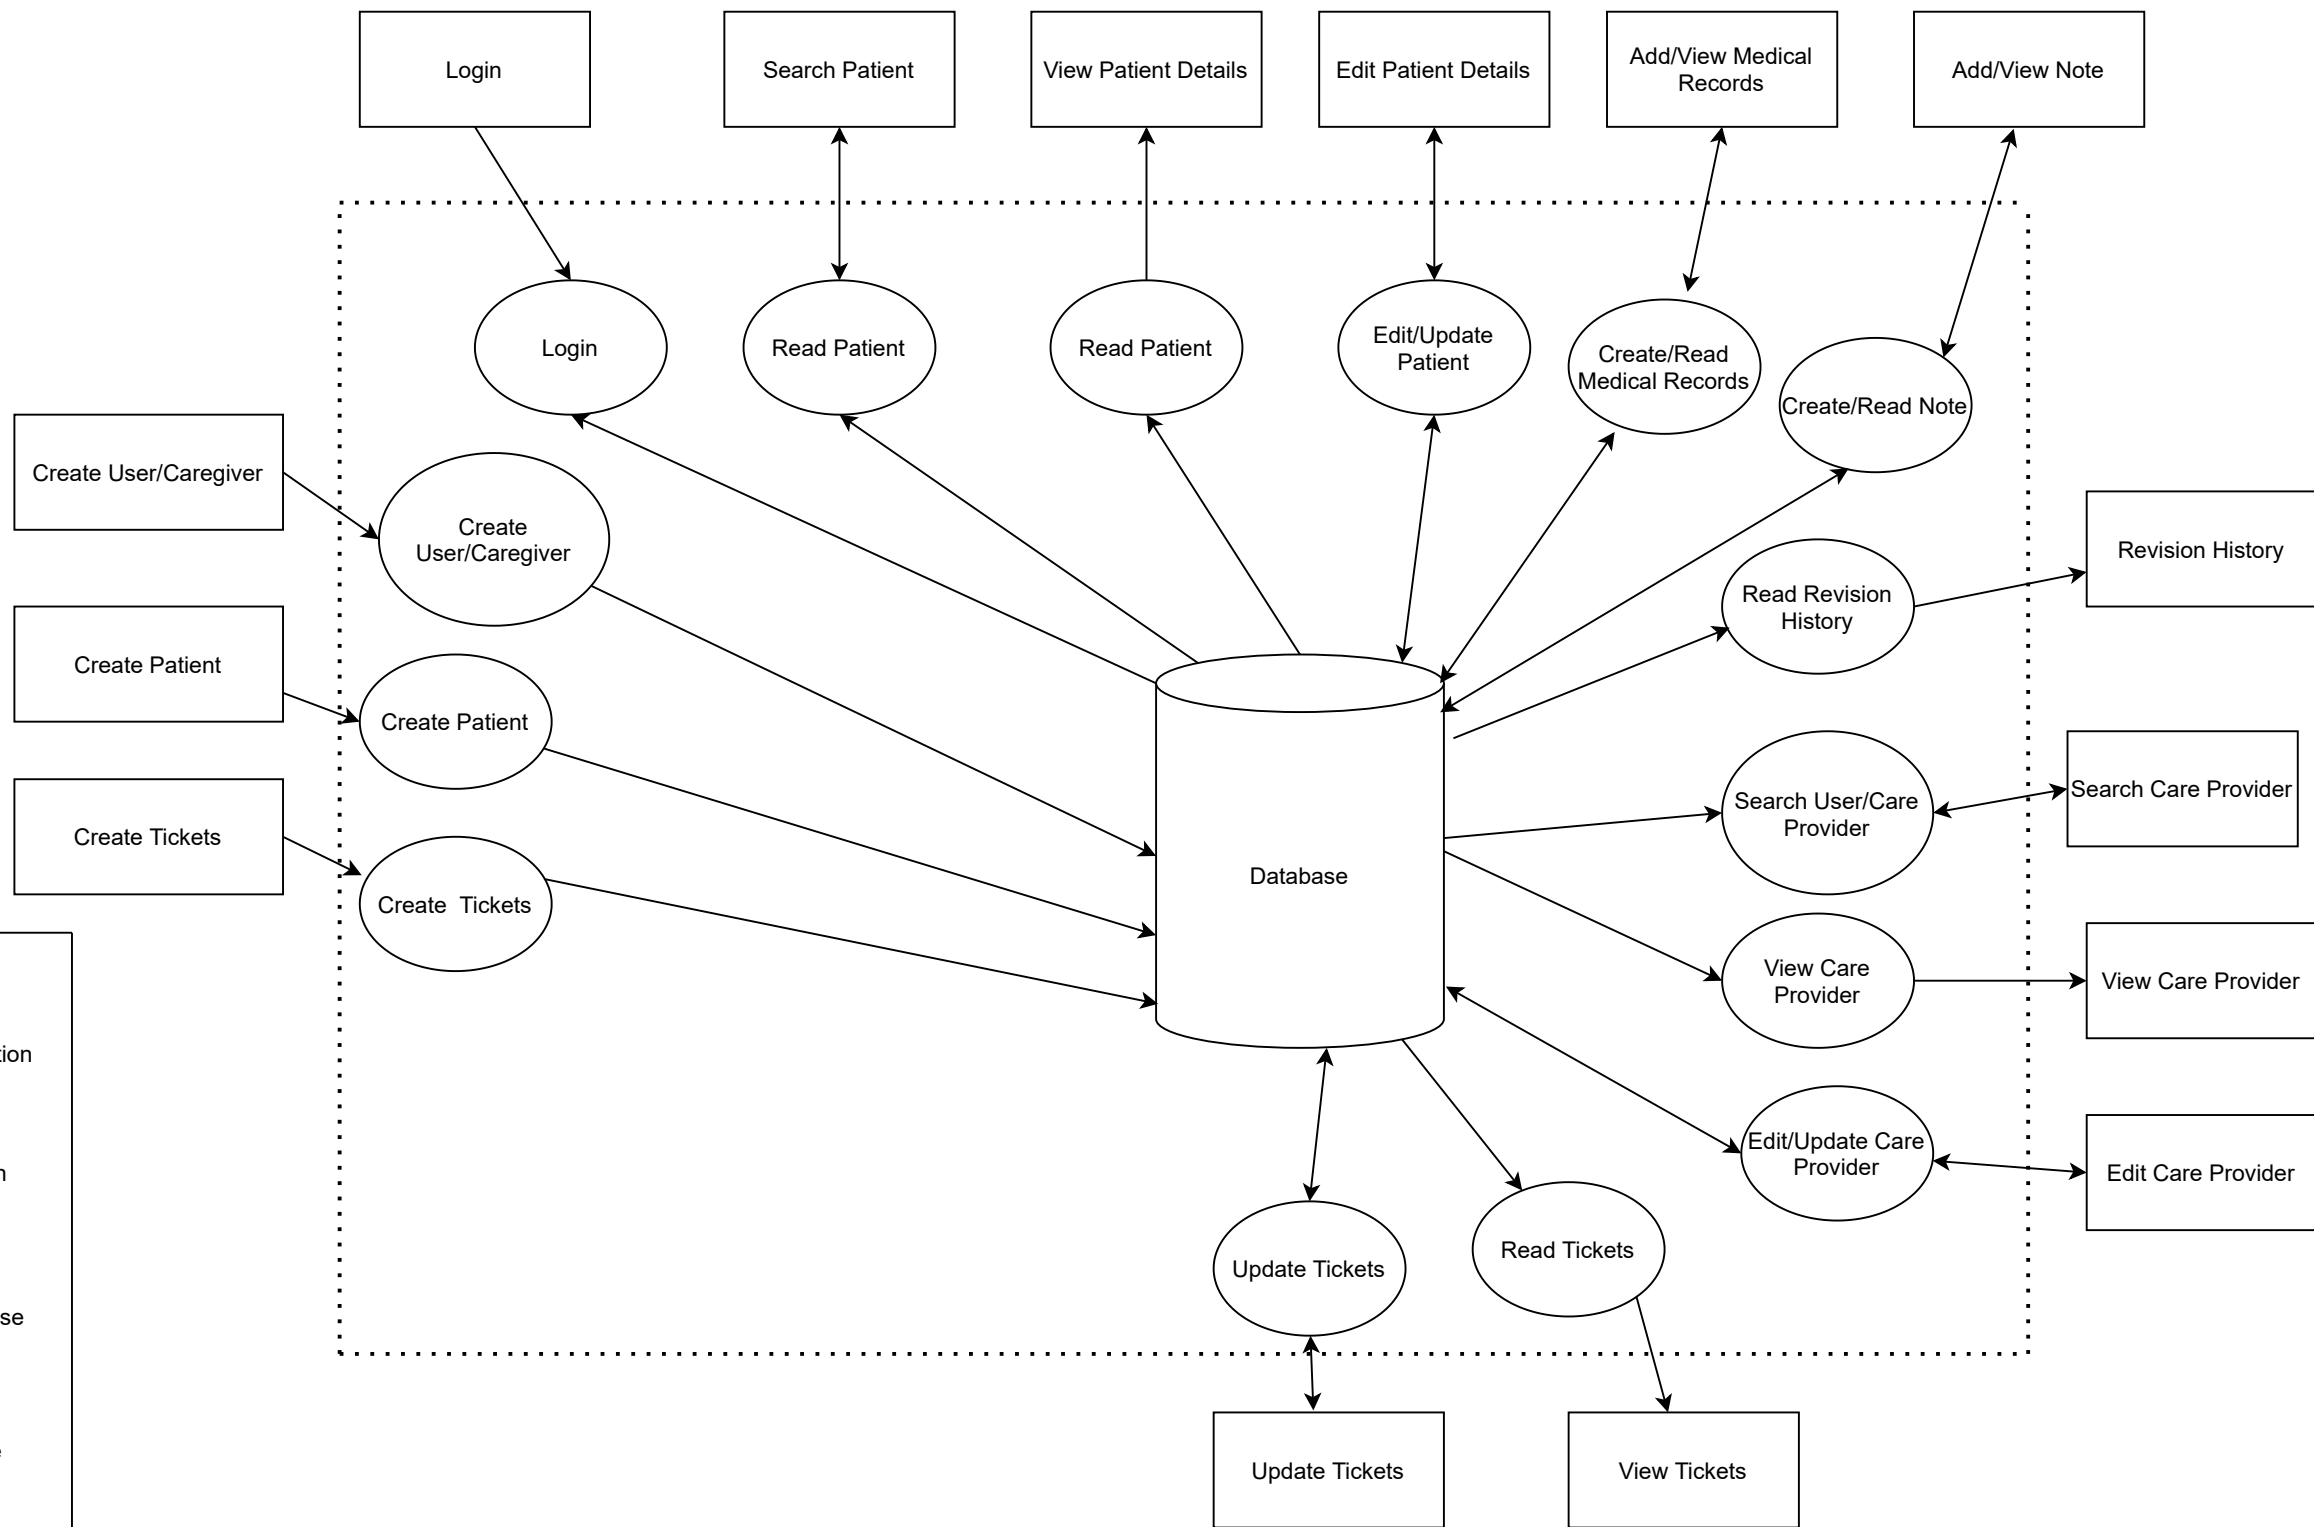 Login
Search Patient
View Patient Details
Edit Patient Details
Add/View Medical
Records
Add/View Note
Login
Read Patient
Read Patient
Edit/Update
Patient
Create/Read
Medical Records
Create/Read Note
Create User/Caregiver
Create
User/Caregiver
Revision History
Read Revision
History
Create Patient
Create Patient
Search User/Care
Provider
Search Care Provider
Create Tickets
Create  Tickets
Database
View Care
Provider
View Care Provider
Edit/Update Care
Provider
Edit Care Provider
Update Tickets
Read Tickets
Update Tickets
View Tickets